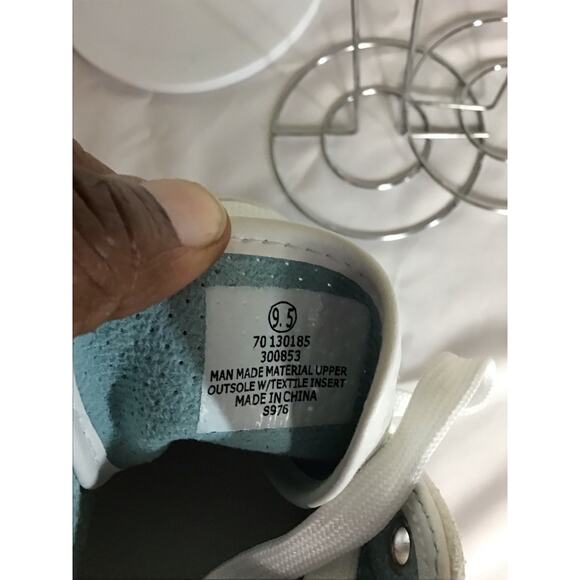 9.5
70 130185
300853
MAN MADE MATERIAL UPPER
OUTSOLE W/TEXTILE INSERT
MADE IN CHINA
S976